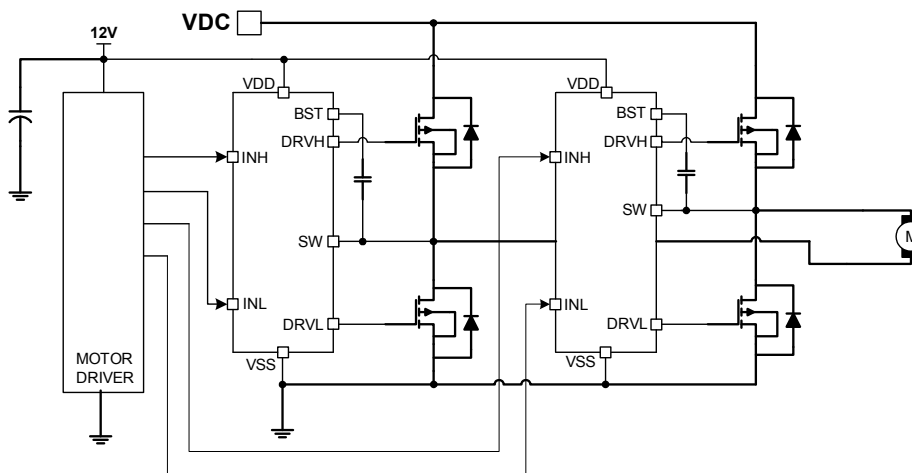 VDC
12V
VDD
VDD
BST
BST
DRVH
DRVH
INH
INH
SW
SW
M
INL
INL
DRVL
DRVL
VSS
VSS
MOTOR
DRIVER